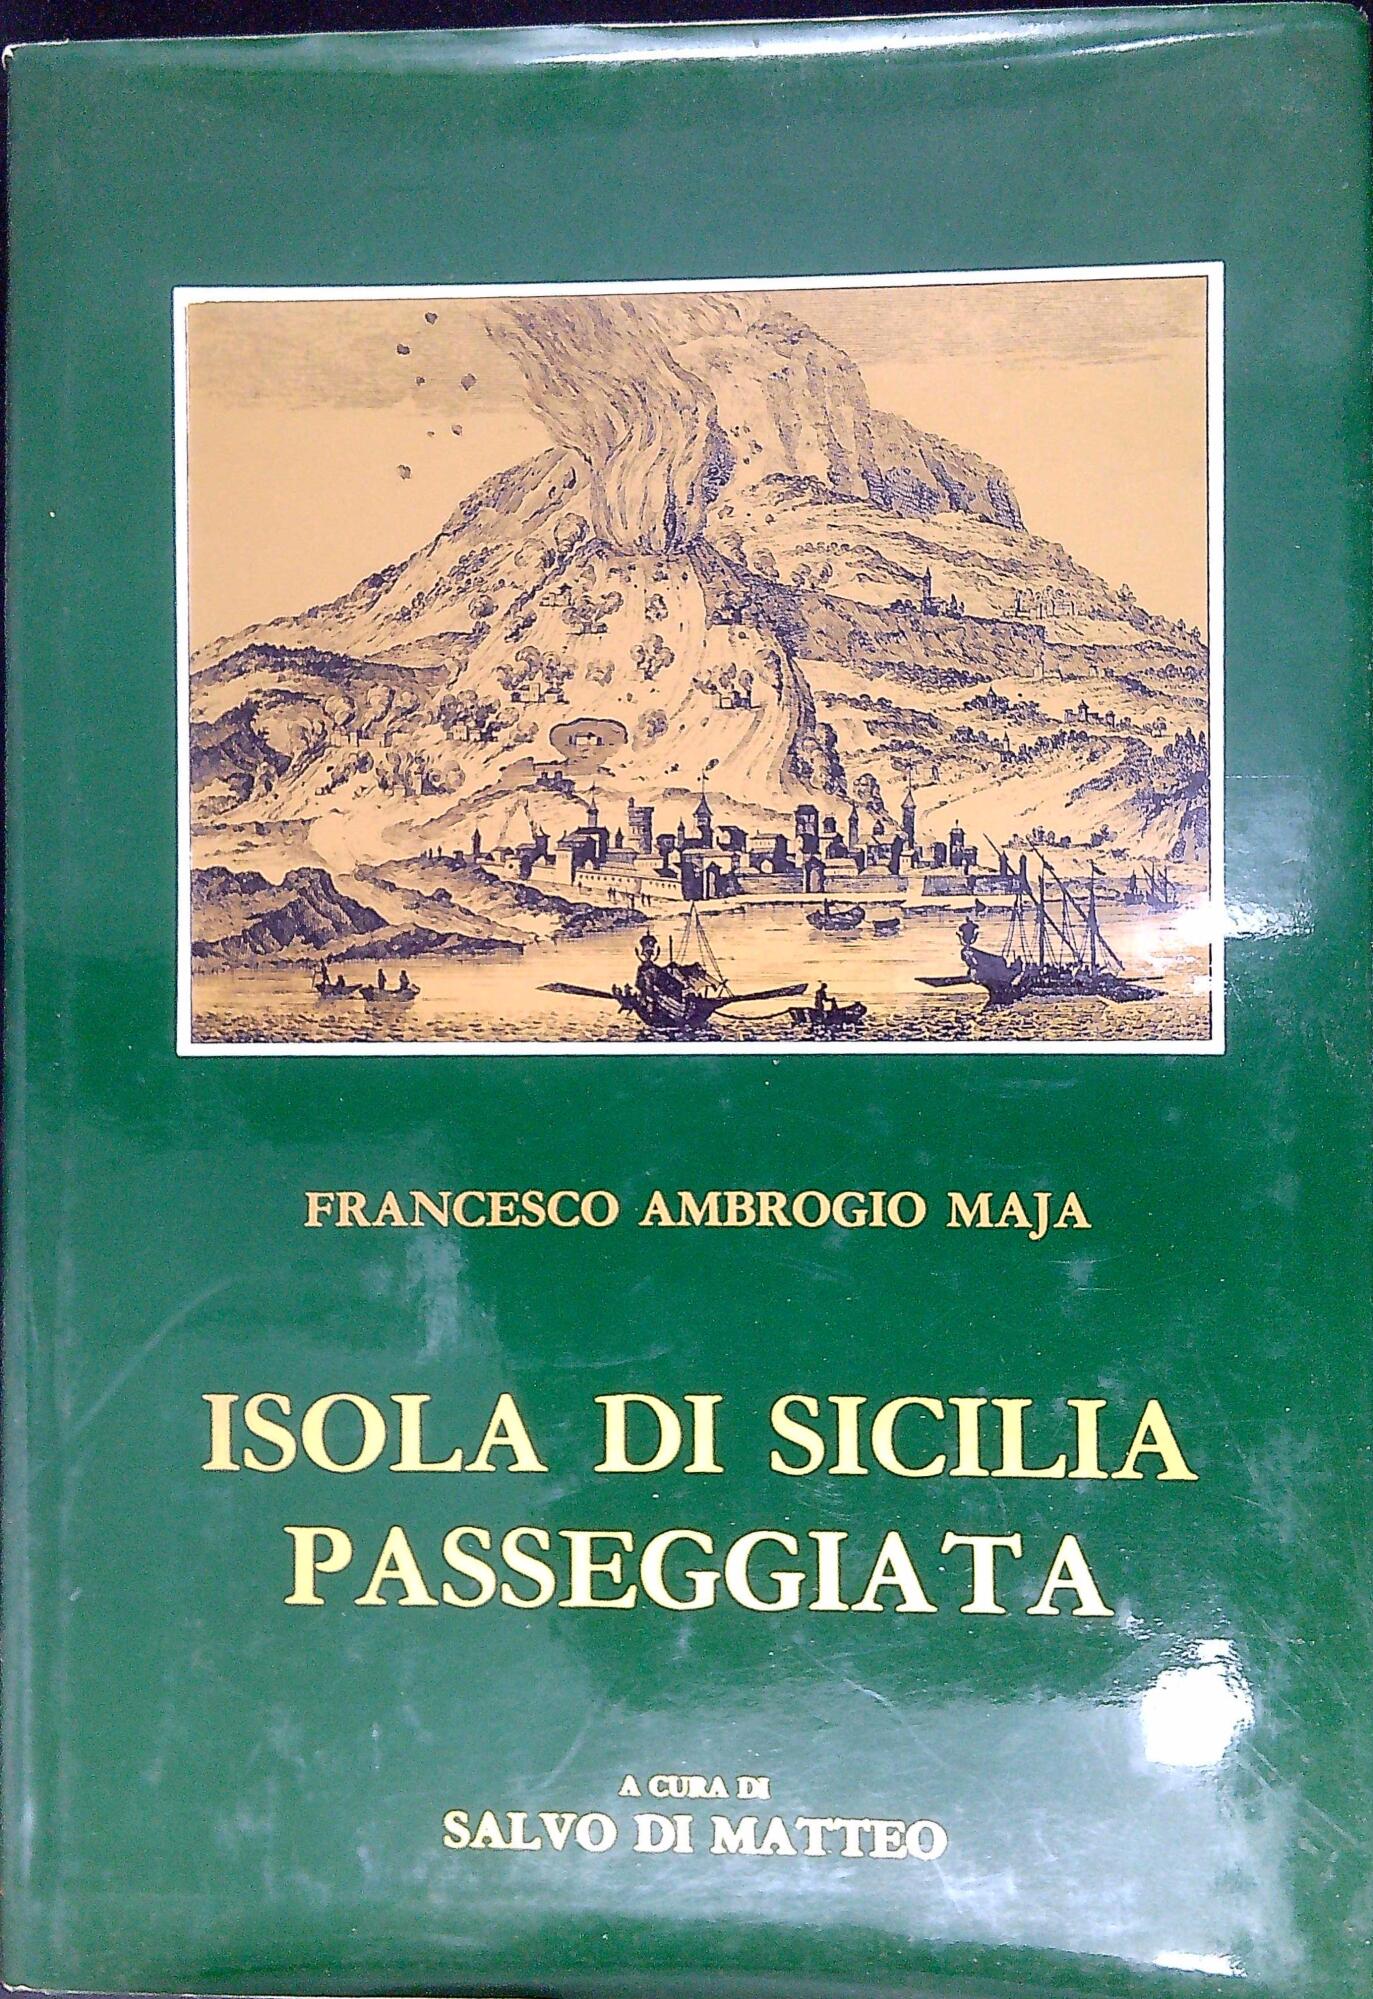 FRANCESCO AMBROGIO MAJA
ISOLA DI SICILIA
PASSEGGIATA
A CURA DI
SALVO DI MATTEO